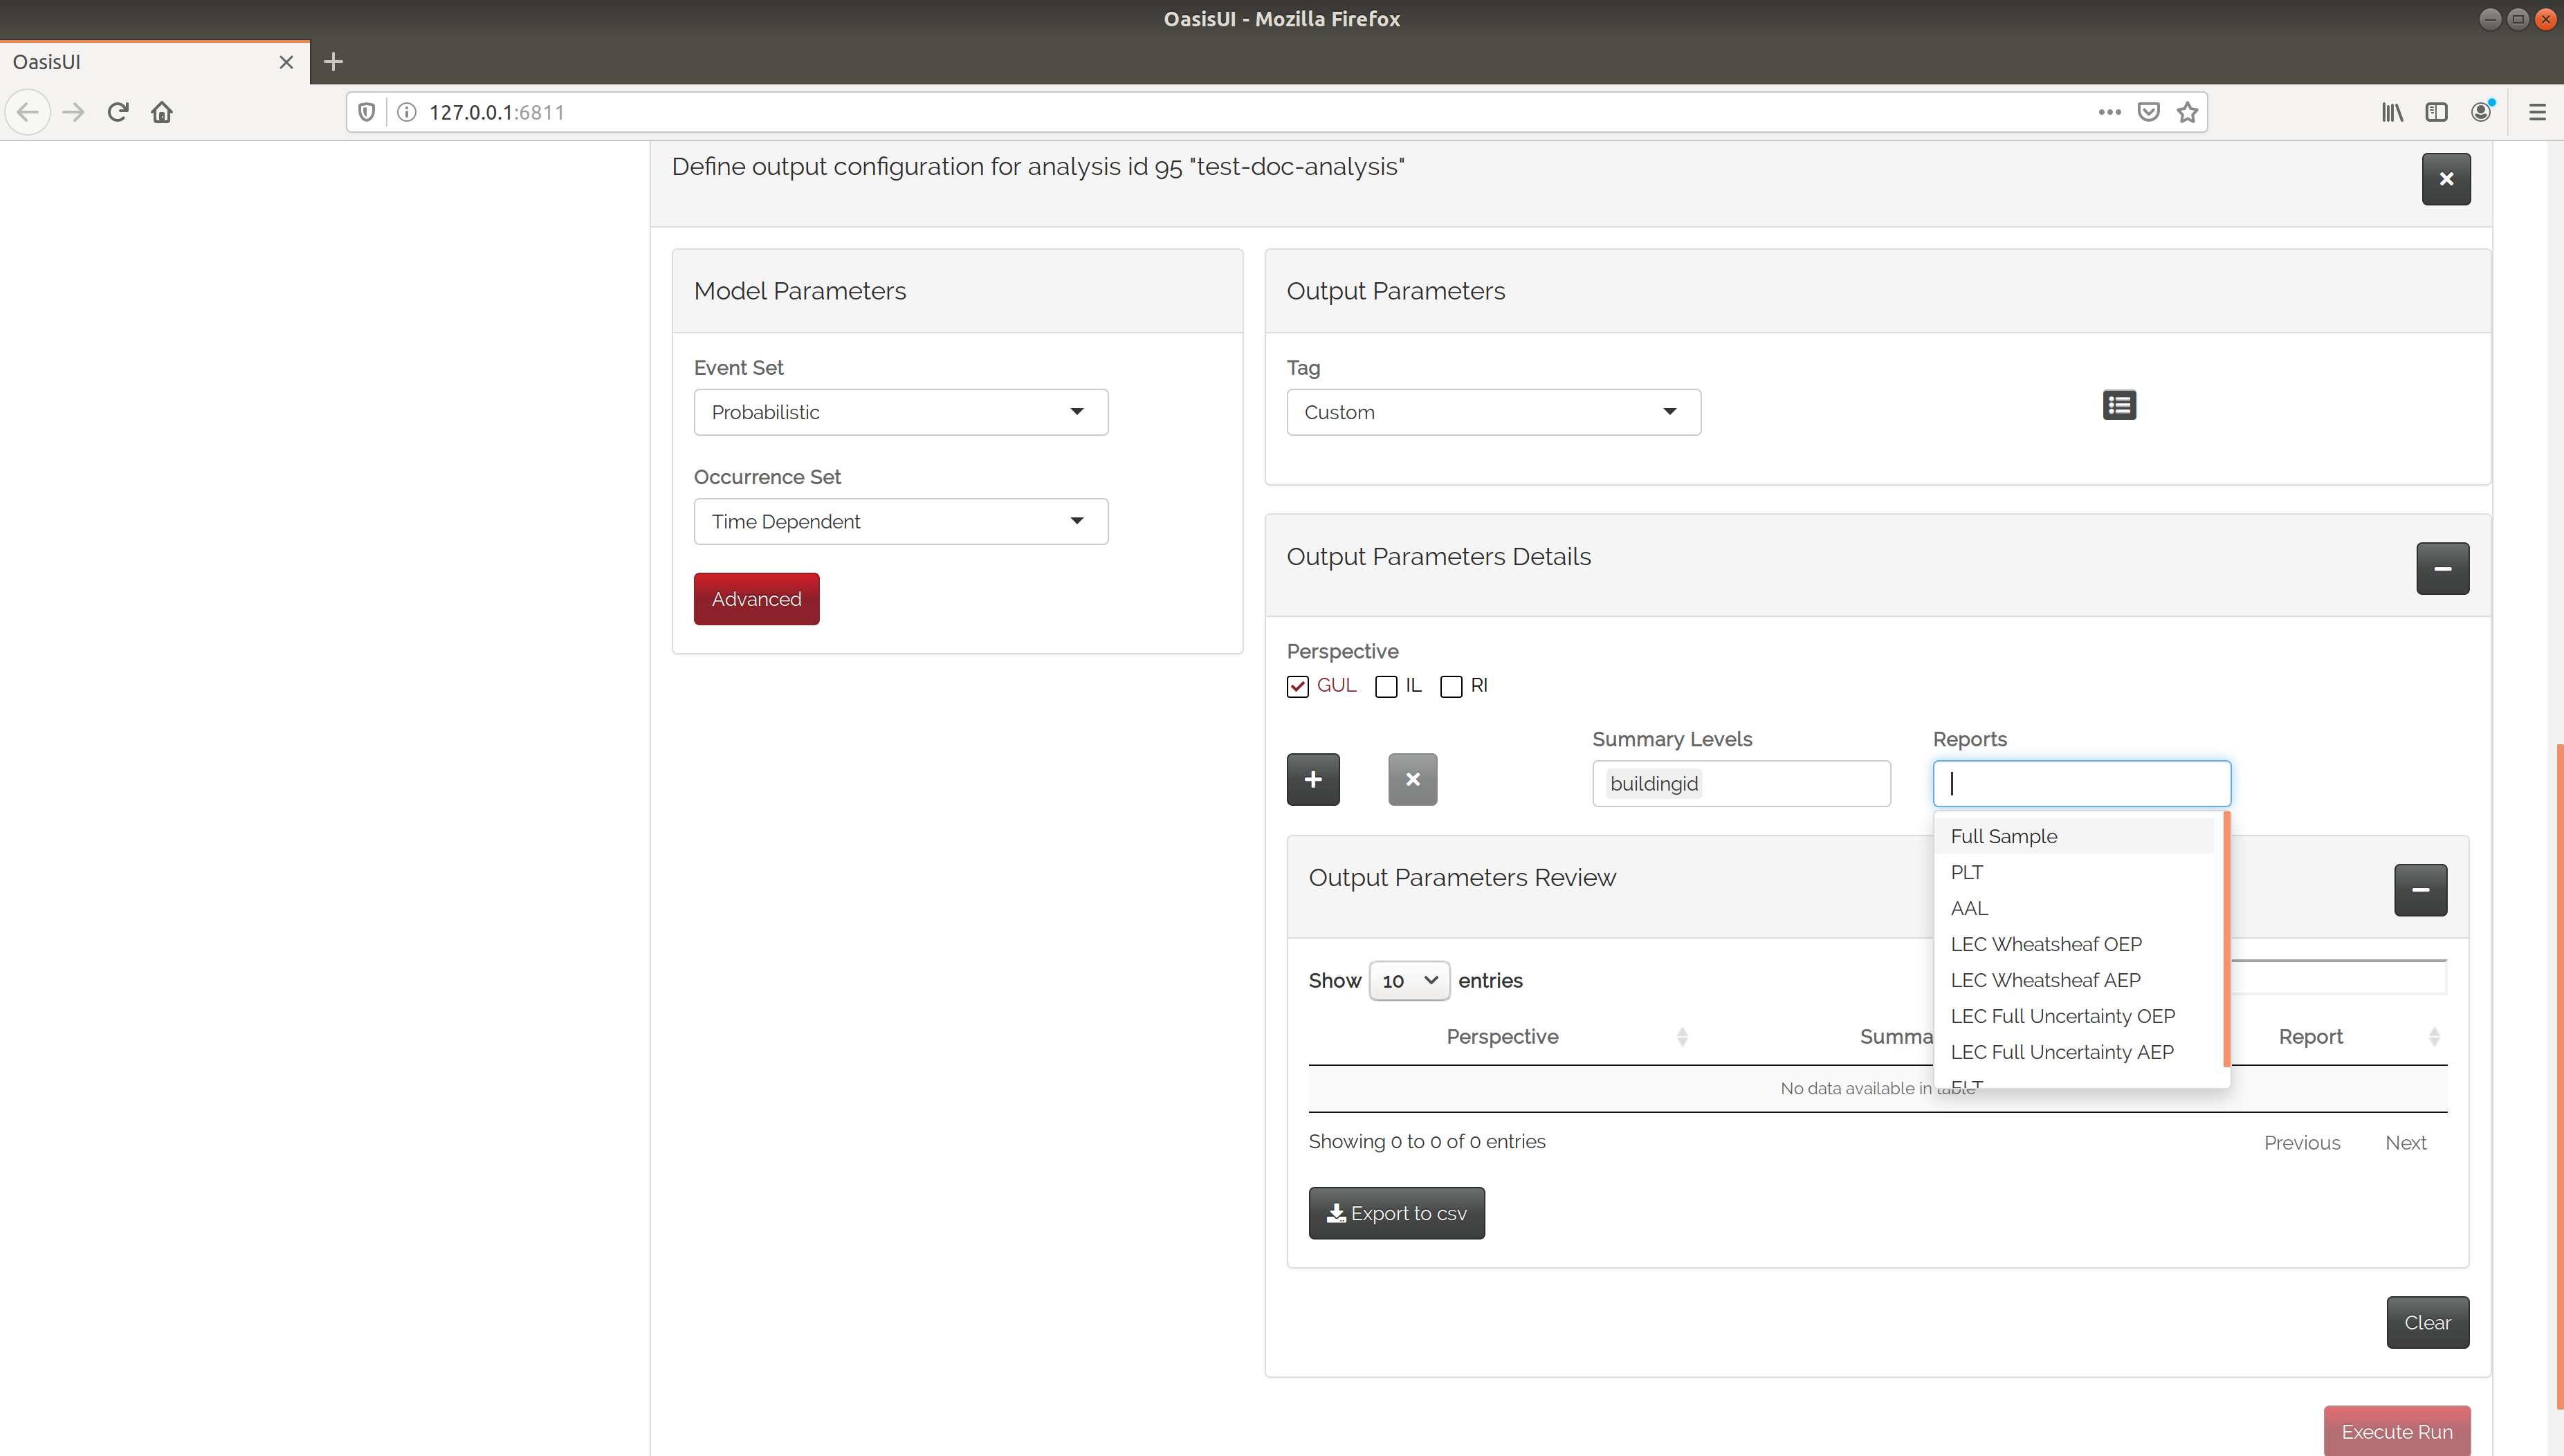 OasisUI - Mozilla Firefox
OasisUI
127.0.0.1:6811
Define output configuration for analysis id 95 "test-doc-analysis"
Model Parameters
Event Set
Probabilistic
Occurrence Set
Time Dependent
Advanced
Output Parameters
Tag
Custom
Output Parameters Details
Perspective
GUL IL RI
Summary Levels
buildingid
Reports
Full Sample
PLT
AAL
LEC Wheatsheaf OEP
LEC Wheatsheaf AEP
LEC Full Uncertainty OEP
LEC Full Uncertainty AEP
ELT
Output Parameters Review
Show 10 entries
Perspective Summa Report
No data available in table
Showing 0 to 0 of 0 entries
Previous Next
Export to csv
Clear
Execute Run